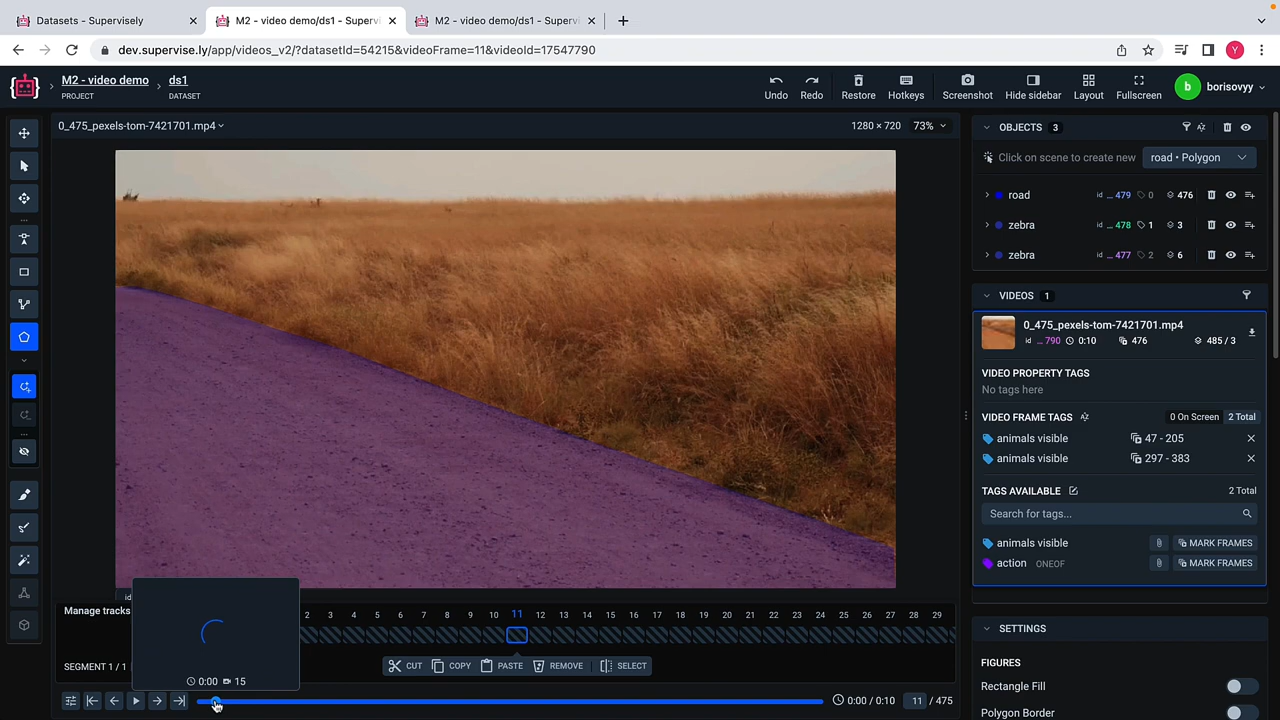 Datasets - Supervisely
M2 - video demo/ds1 - Supervi
M2 - video demo/ds1 - Supervi
dev.supervise.ly/app/videos_v2/?datasetId=54215&videoFrame=11&videoId=17547790
Y
M2 - video demo
PROJECT
ds1
DATASET
Undo
Redo
Restore
Hotkeys
Screenshot
Hide sidebar
Layout
Fullscreen
b
borisovyy
0_475_pexels-tom-7421701.mp4
1280 × 720
73%
OBJECTS 3
Click on scene to create new
road • Polygon
road id ... 479 0 476
zebra id ... 478 1 3
zebra id ... 477 2 6
VIDEOS 1
0_475_pexels-tom-7421701.mp4
id ... 790 0:10 476 485 / 3
VIDEO PROPERTY TAGS
No tags here
VIDEO FRAME TAGS 0 On Screen 2 Total
animals visible 47 - 205
animals visible 297 - 383
TAGS AVAILABLE 2 Total
Search for tags...
animals visible MARK FRAMES
action ONEOF MARK FRAMES
SETTINGS
FIGURES
Rectangle Fill
Polygon Border
id
Manage tracks
2 3 4 5 6 7 8 9 10 11 12 13 14 15 16 17 18 19 20 21 22 23 24 25 26 27 28 29
SEGMENT 1 / 1
CUT COPY PASTE REMOVE SELECT
0:00 15
0:00 / 0:10 11 / 475